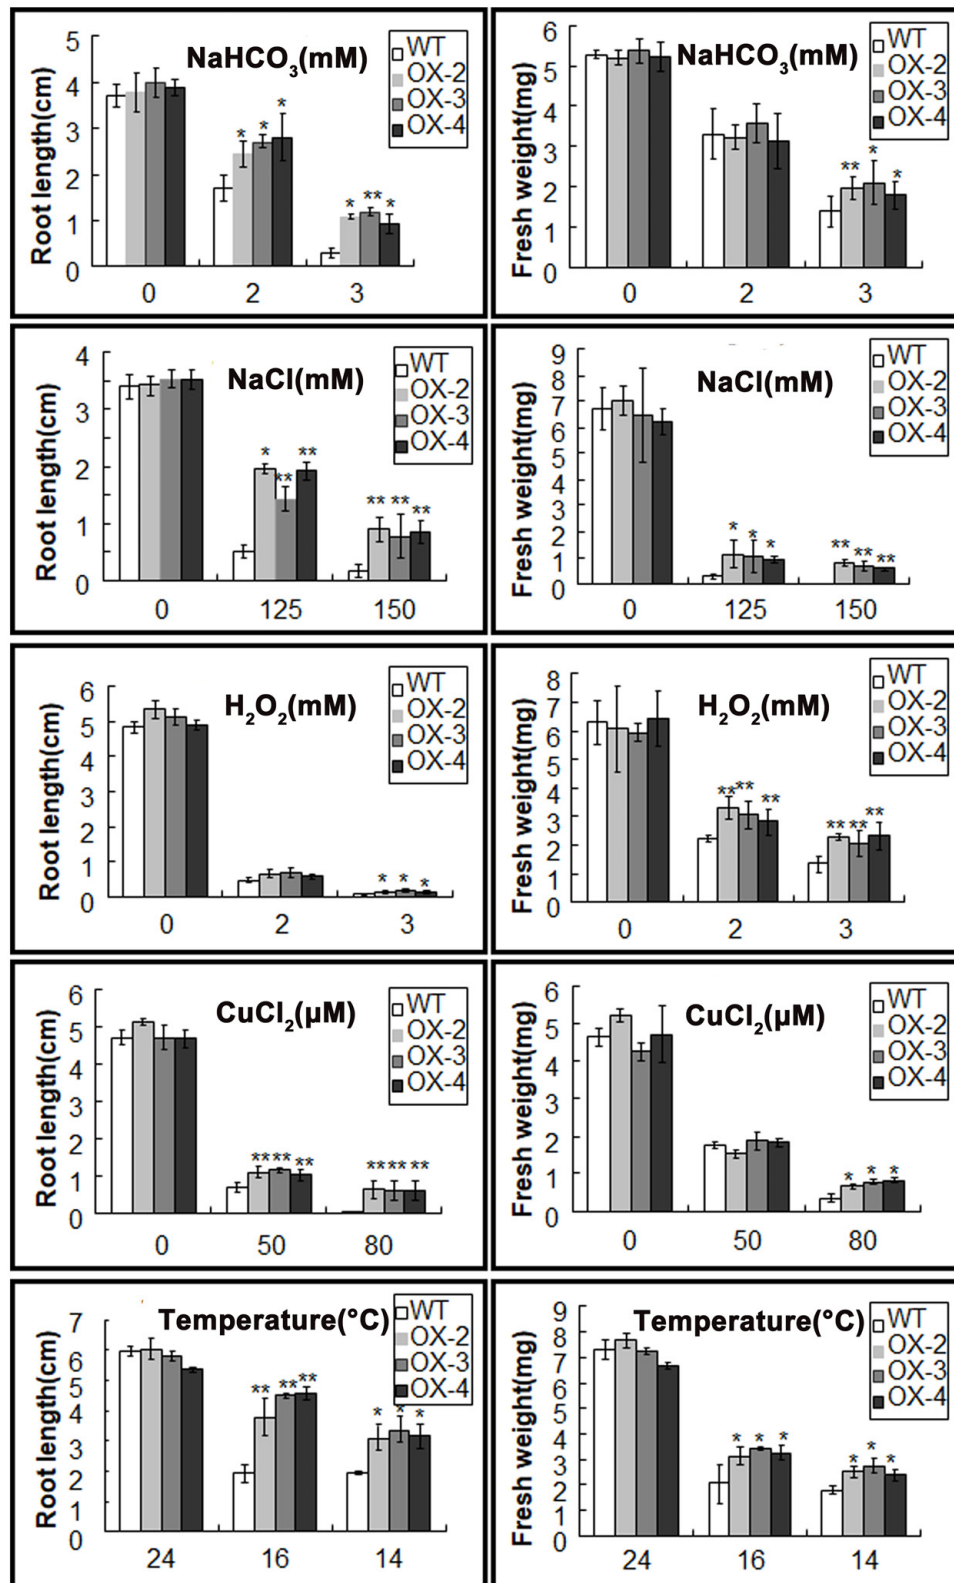 NaHCO₃(mM)
WT
OX-2
OX-3
OX-4
Root length(cm)
5
4
3
2
1
0
* * *
* ** *
0 2 3
NaHCO₃(mM)
WT
OX-2
OX-3
OX-4
Fresh weight(mg)
6
5
4
3
2
1
0
** * *
0 2 3
NaCl(mM)
WT
OX-2
OX-3
OX-4
Root length(cm)
4
3
2
1
0
* ** **
** ** **
0 125 150
NaCl(mM)
WT
OX-2
OX-3
OX-4
Fresh weight(mg)
9
8
7
6
5
4
3
2
1
0
* * *
** ** **
0 125 150
H₂O₂(mM)
WT
OX-2
OX-3
OX-4
Root length(cm)
6
5
4
3
2
1
0
* * *
0 2 3
H₂O₂(mM)
WT
OX-2
OX-3
OX-4
Fresh weight(mg)
8
7
6
5
4
3
2
1
0
** ** **
** ** **
0 2 3
CuCl₂(µM)
WT
OX-2
OX-3
OX-4
Root length(cm)
6
5
4
3
2
1
0
** ** **
** ** **
0 50 80
CuCl₂(µM)
WT
OX-2
OX-3
OX-4
Fresh weight(mg)
6
5
4
3
2
1
0
* * *
0 50 80
Temperature(°C)
WT
OX-2
OX-3
OX-4
Root length(cm)
7
6
5
4
3
2
1
0
** ** **
* * *
24 16 14
Temperature(°C)
WT
OX-2
OX-3
OX-4
Fresh weight(mg)
9
8
7
6
5
4
3
2
1
0
* * *
* * *
24 16 14